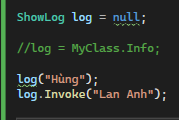 ShowLog log = null;
//log = MyClass.Info;
log("Hùng");
log.Invoke("Lan Anh");